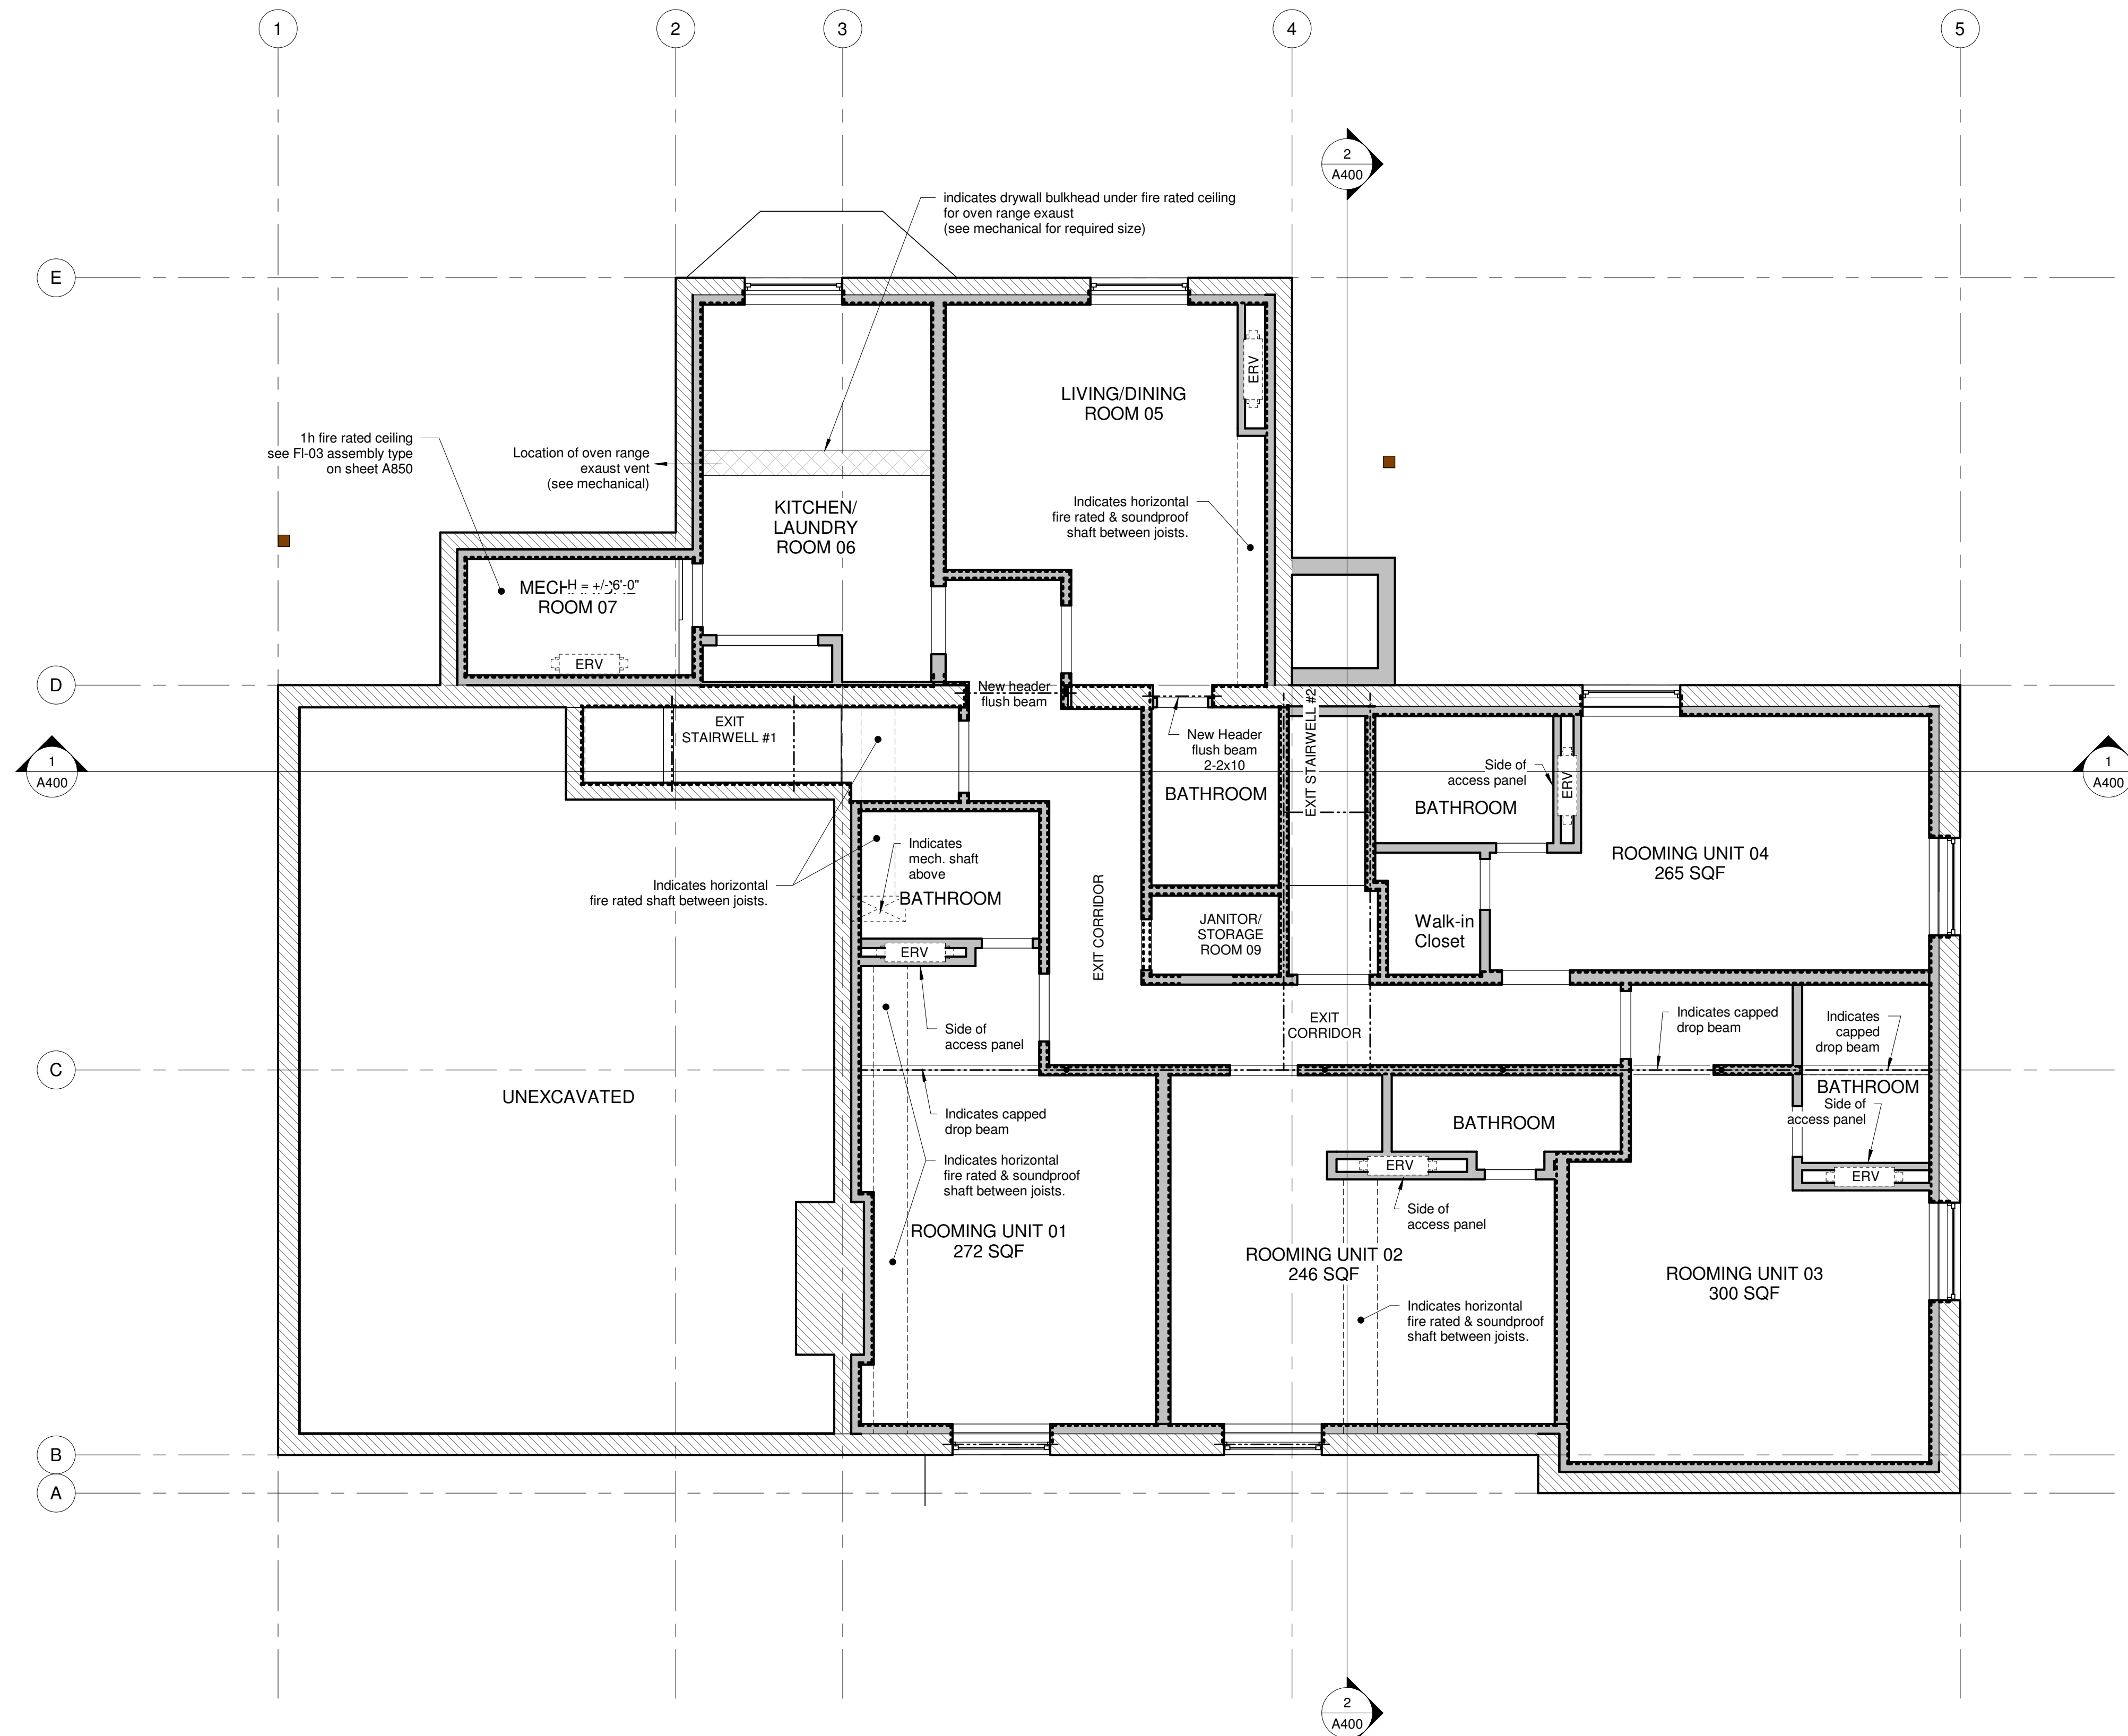 1
2
3
4
5
2
A400
indicates drywall bulkhead under fire rated ceiling
for oven range exaust
(see mechanical for required size)
E
ERV
LIVING/DINING
ROOM 05
1h fire rated ceiling
see Fl-03 assembly type
on sheet A850
Location of oven range
exaust vent
(see mechanical)
KITCHEN/
LAUNDRY
ROOM 06
Indicates horizontal
fire rated & soundproof
shaft between joists.
H = +/-6'-0"
ROOM 07
ERV
D
New header
flush beam
EXIT
STAIRWELL #1
New Header
flush beam
2-2x10
BATHROOM
EXIT STAIRWELL #2
Side of
access panel
ERV
BATHROOM
1
A400
1
A400
Indicates
mech. shaft
above
BATHROOM
Indicates horizontal
fire rated shaft between joists.
ROOMING UNIT 04
265 SQF
EXIT CORRIDOR
JANITOR/
STORAGE
ROOM 09
Walk-in
Closet
ERV
Side of
access panel
EXIT
CORRIDOR
Indicates capped
drop beam
Indicates
capped
drop beam
C
UNEXCAVATED
BATHROOM
Side of
access panel
Indicates capped
drop beam
BATHROOM
Indicates horizontal
fire rated & soundproof
shaft between joists.
ERV
ERV
Side of
access panel
ROOMING UNIT 01
272 SQF
ROOMING UNIT 02
246 SQF
ROOMING UNIT 03
300 SQF
Indicates horizontal
fire rated & soundproof
shaft between joists.
B
A
2
A400